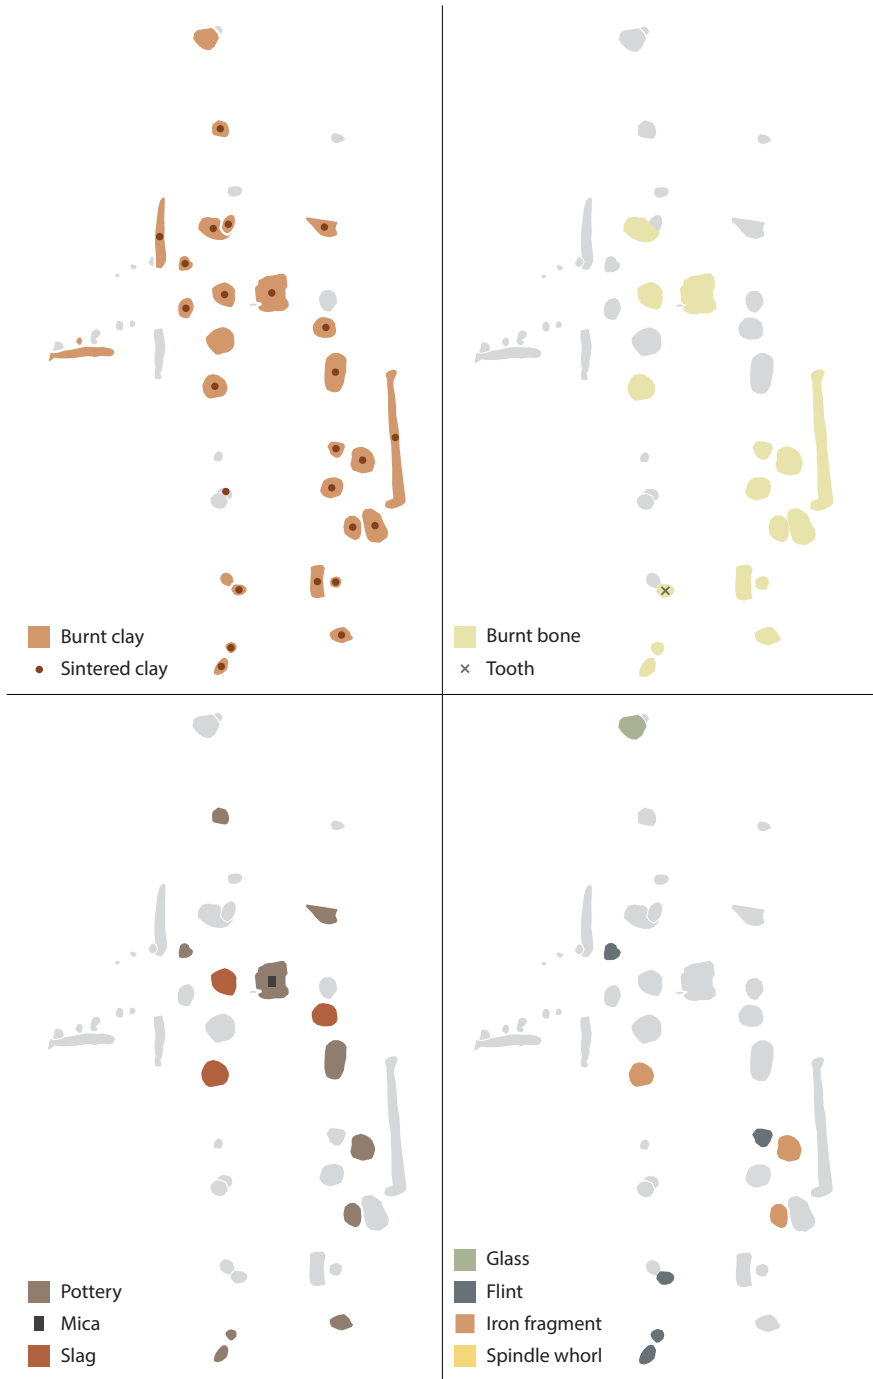 Burnt clay
Sintered clay
Burnt bone
Tooth
Pottery
Mica
Slag
Glass
Flint
Iron fragment
Spindle whorl